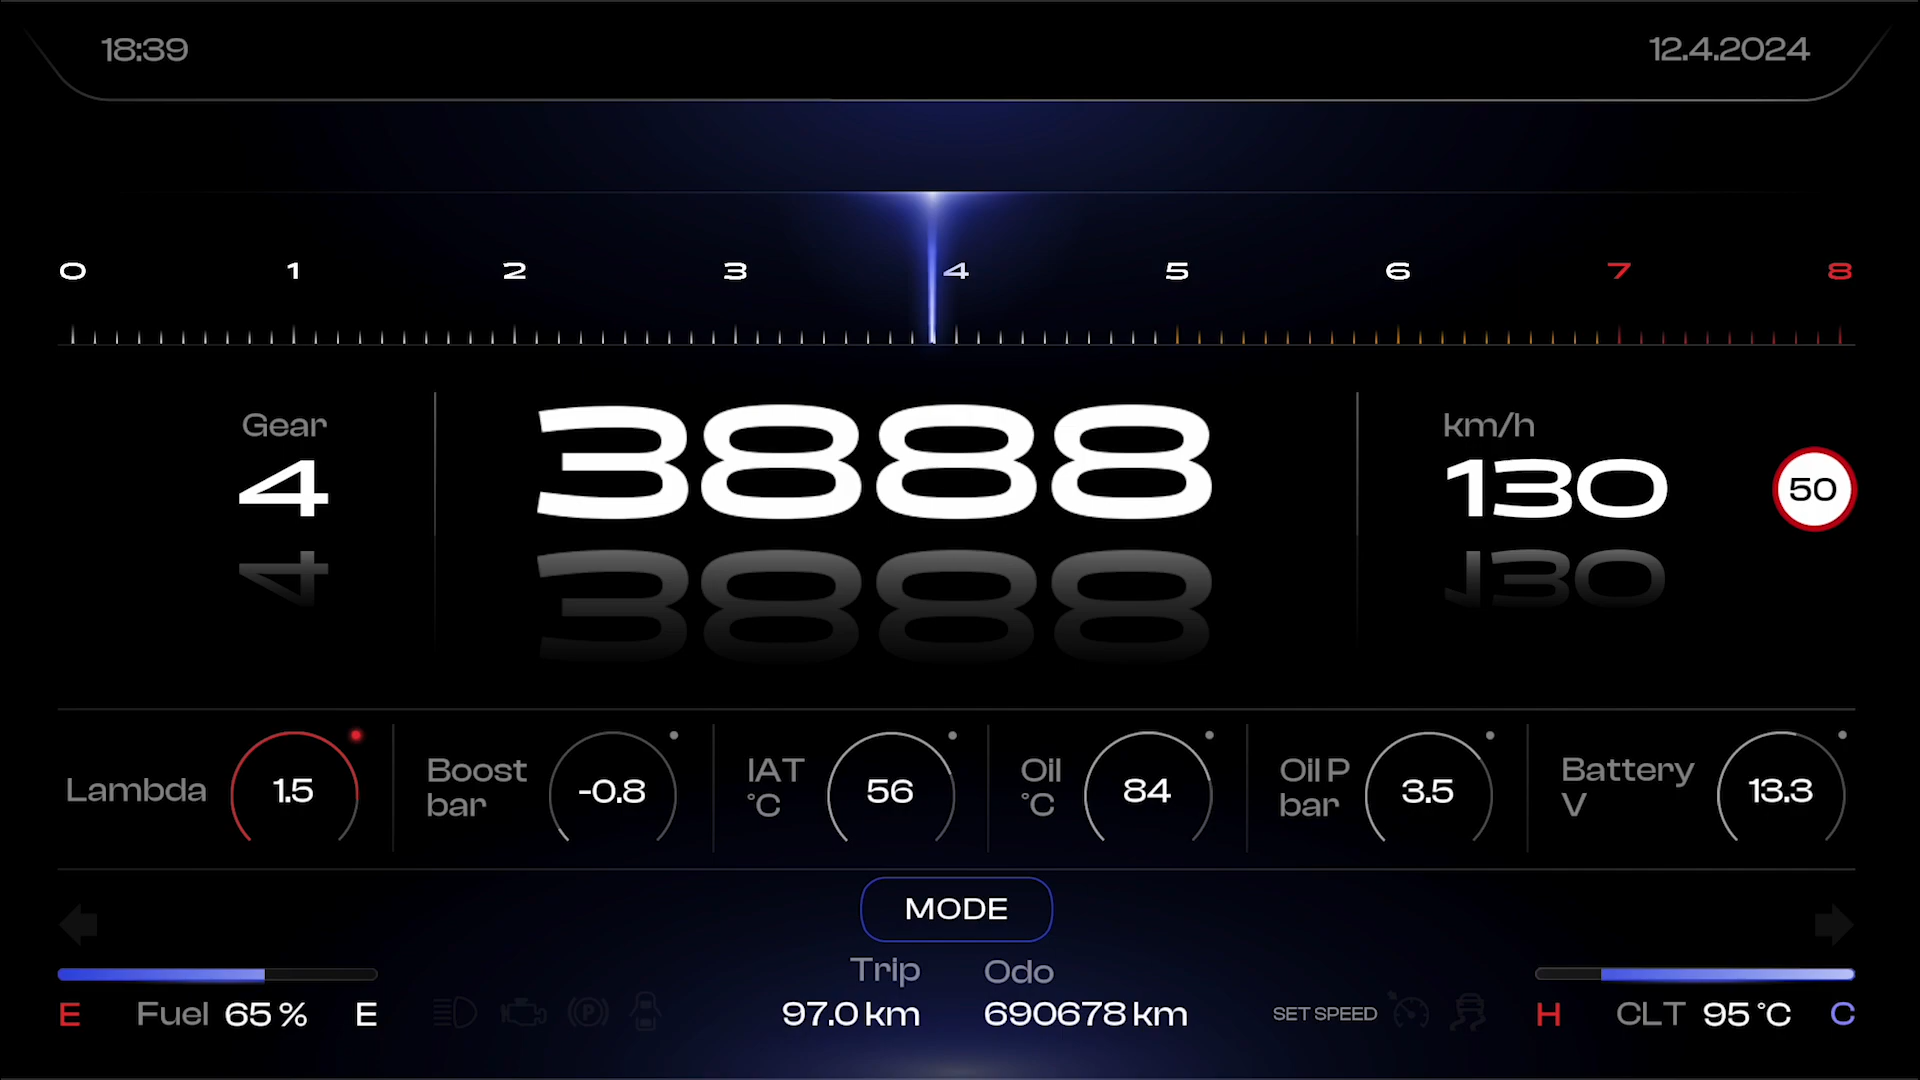 18:39
12.4.2024
0 1 2 3 4 5 6 7 8
Gear
4
3888
km/h
130
50
Lambda
1.5
Boost
bar
-0.8
IAT
°C
56
Oil
°C
84
Oil P
bar
3.5
Battery
V
13.3
MODE
Trip
97.0 km
Odo
690678 km
E Fuel 65 % E
(P)
SET SPEED
H CLT 95 °C C